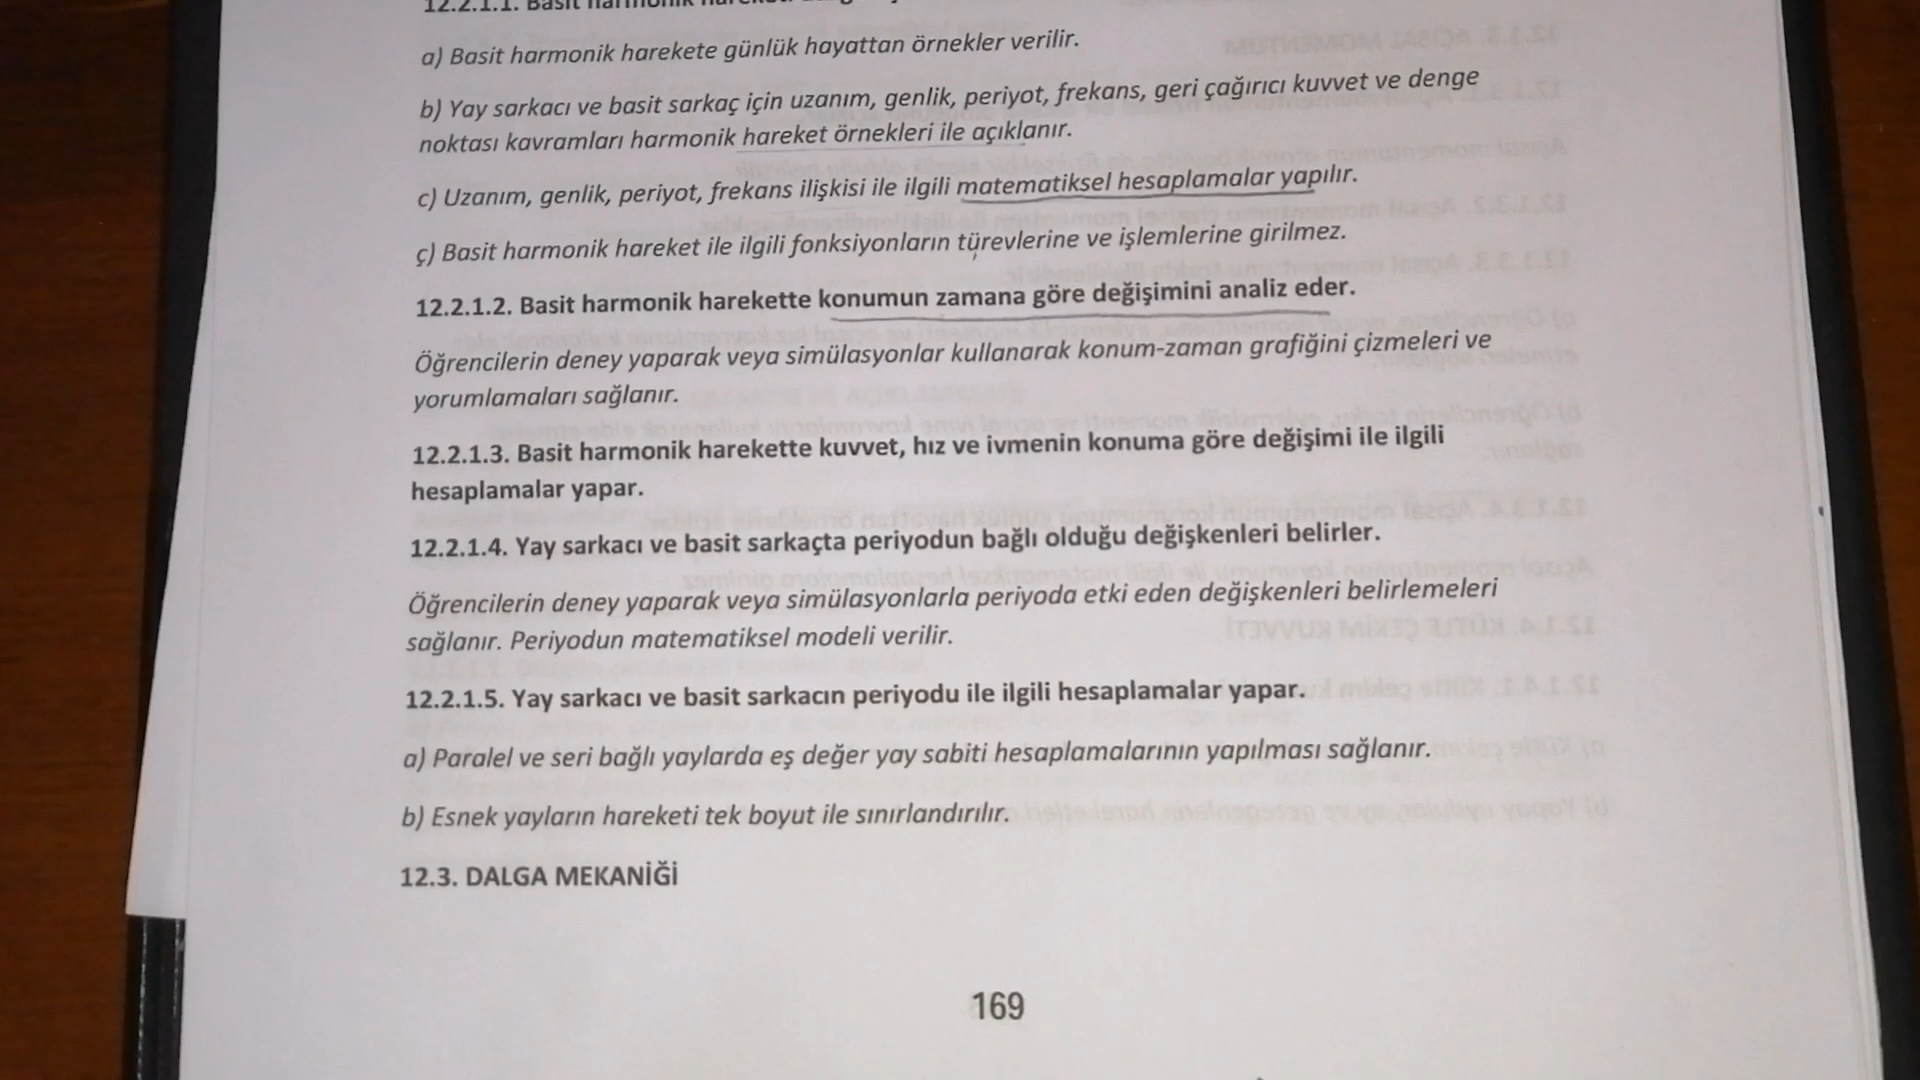 12.2.1.1. Basit harmonik
a) Basit harmonik harekete günlük hayattan örnekler verilir.
b) Yay sarkacı ve basit sarkaç için uzanım, genlik, periyot, frekans, geri çağırıcı kuvvet ve denge
noktası kavramları harmonik hareket örnekleri ile açıklanır.
c) Uzanım, genlik, periyot, frekans ilişkisi ile ilgili matematiksel hesaplamalar yapılır.
ç) Basit harmonik hareket ile ilgili fonksiyonların türevlerine ve işlemlerine girilmez.
12.2.1.2. Basit harmonik harekette konumun zamana göre değişimini analiz eder.
Öğrencilerin deney yaparak veya simülasyonlar kullanarak konum-zaman grafiğini çizmeleri ve
yorumlamaları sağlanır.
12.2.1.3. Basit harmonik harekette kuvvet, hız ve ivmenin konuma göre değişimi ile ilgili
hesaplamalar yapar.
12.2.1.4. Yay sarkacı ve basit sarkaçta periyodun bağlı olduğu değişkenleri belirler.
Öğrencilerin deney yaparak veya simülasyonlarla periyoda etki eden değişkenleri belirlemeleri
sağlanır. Periyodun matematiksel modeli verilir.
12.2.1.5. Yay sarkacı ve basit sarkacın periyodu ile ilgili hesaplamalar yapar.
a) Paralel ve seri bağlı yaylarda eş değer yay sabiti hesaplamalarının yapılması sağlanır.
b) Esnek yayların hareketi tek boyut ile sınırlandırılır.
12.3. DALGA MEKANİĞİ
169